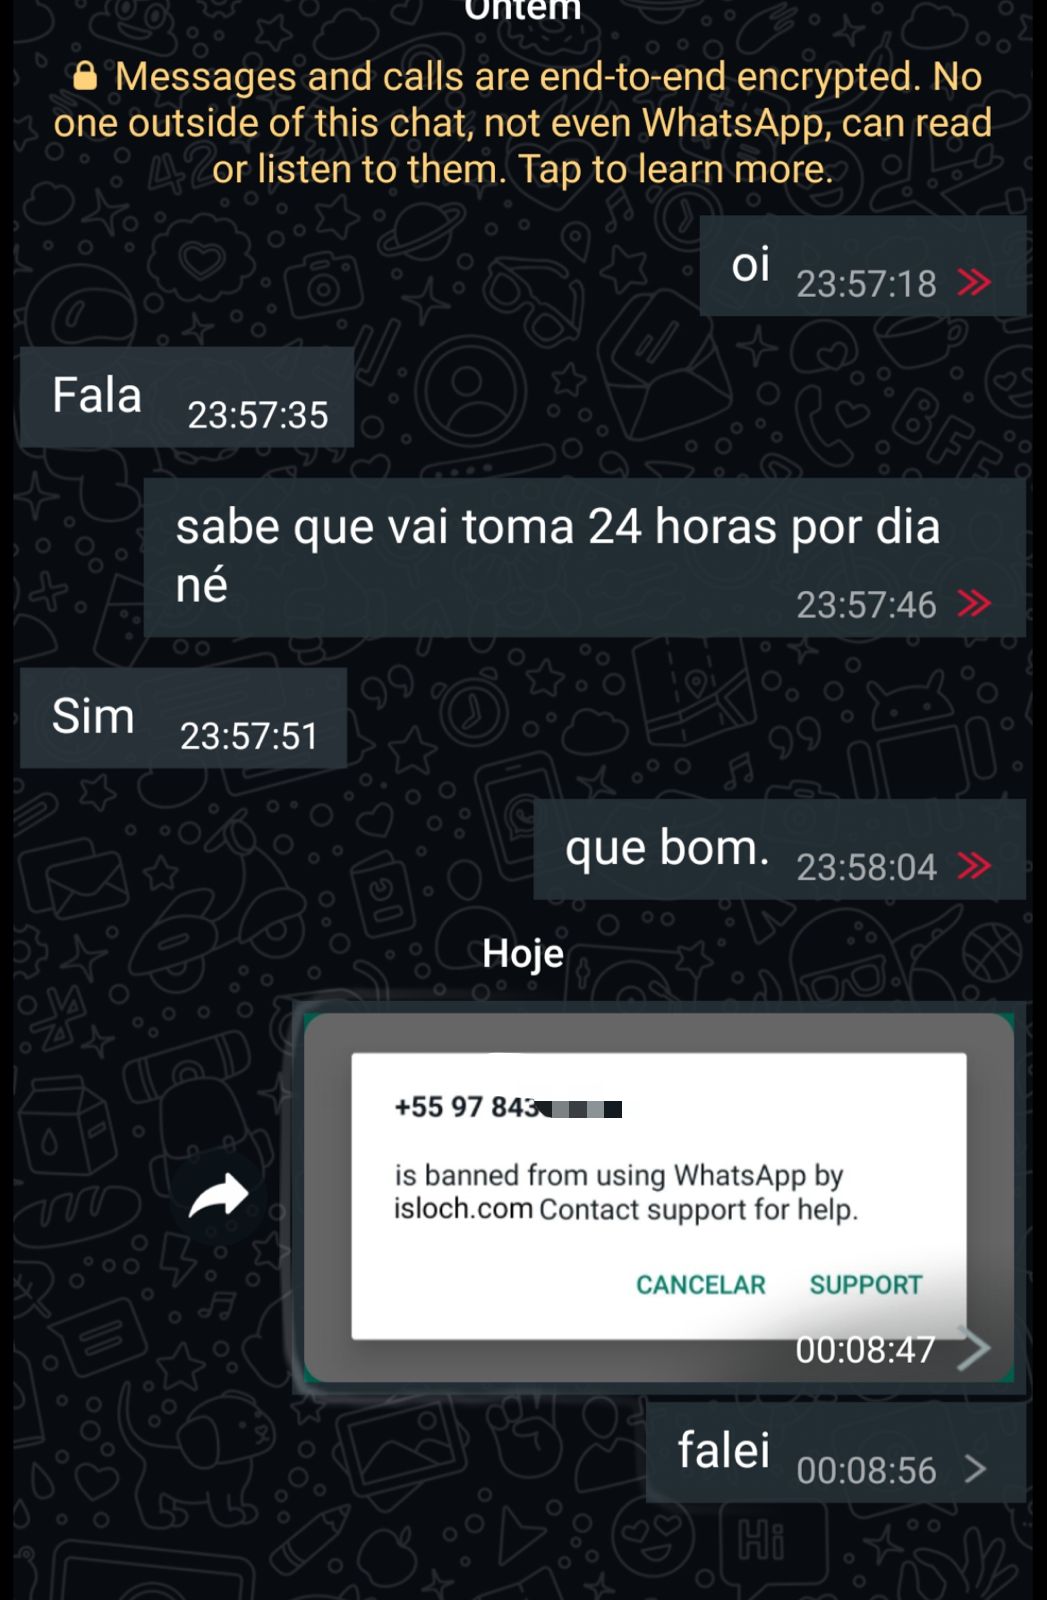 Ontem
🔒 Messages and calls are end-to-end encrypted. No
one outside of this chat, not even WhatsApp, can read
or listen to them. Tap to learn more.
oi 23:57:18
Fala 23:57:35
sabe que vai toma 24 horas por dia
né 23:57:46
Sim 23:57:51
que bom. 23:58:04
Hoje
+55 97 843
is banned from using WhatsApp by
isloch.com Contact support for help.
CANCELAR SUPPORT
00:08:47
falei 00:08:56